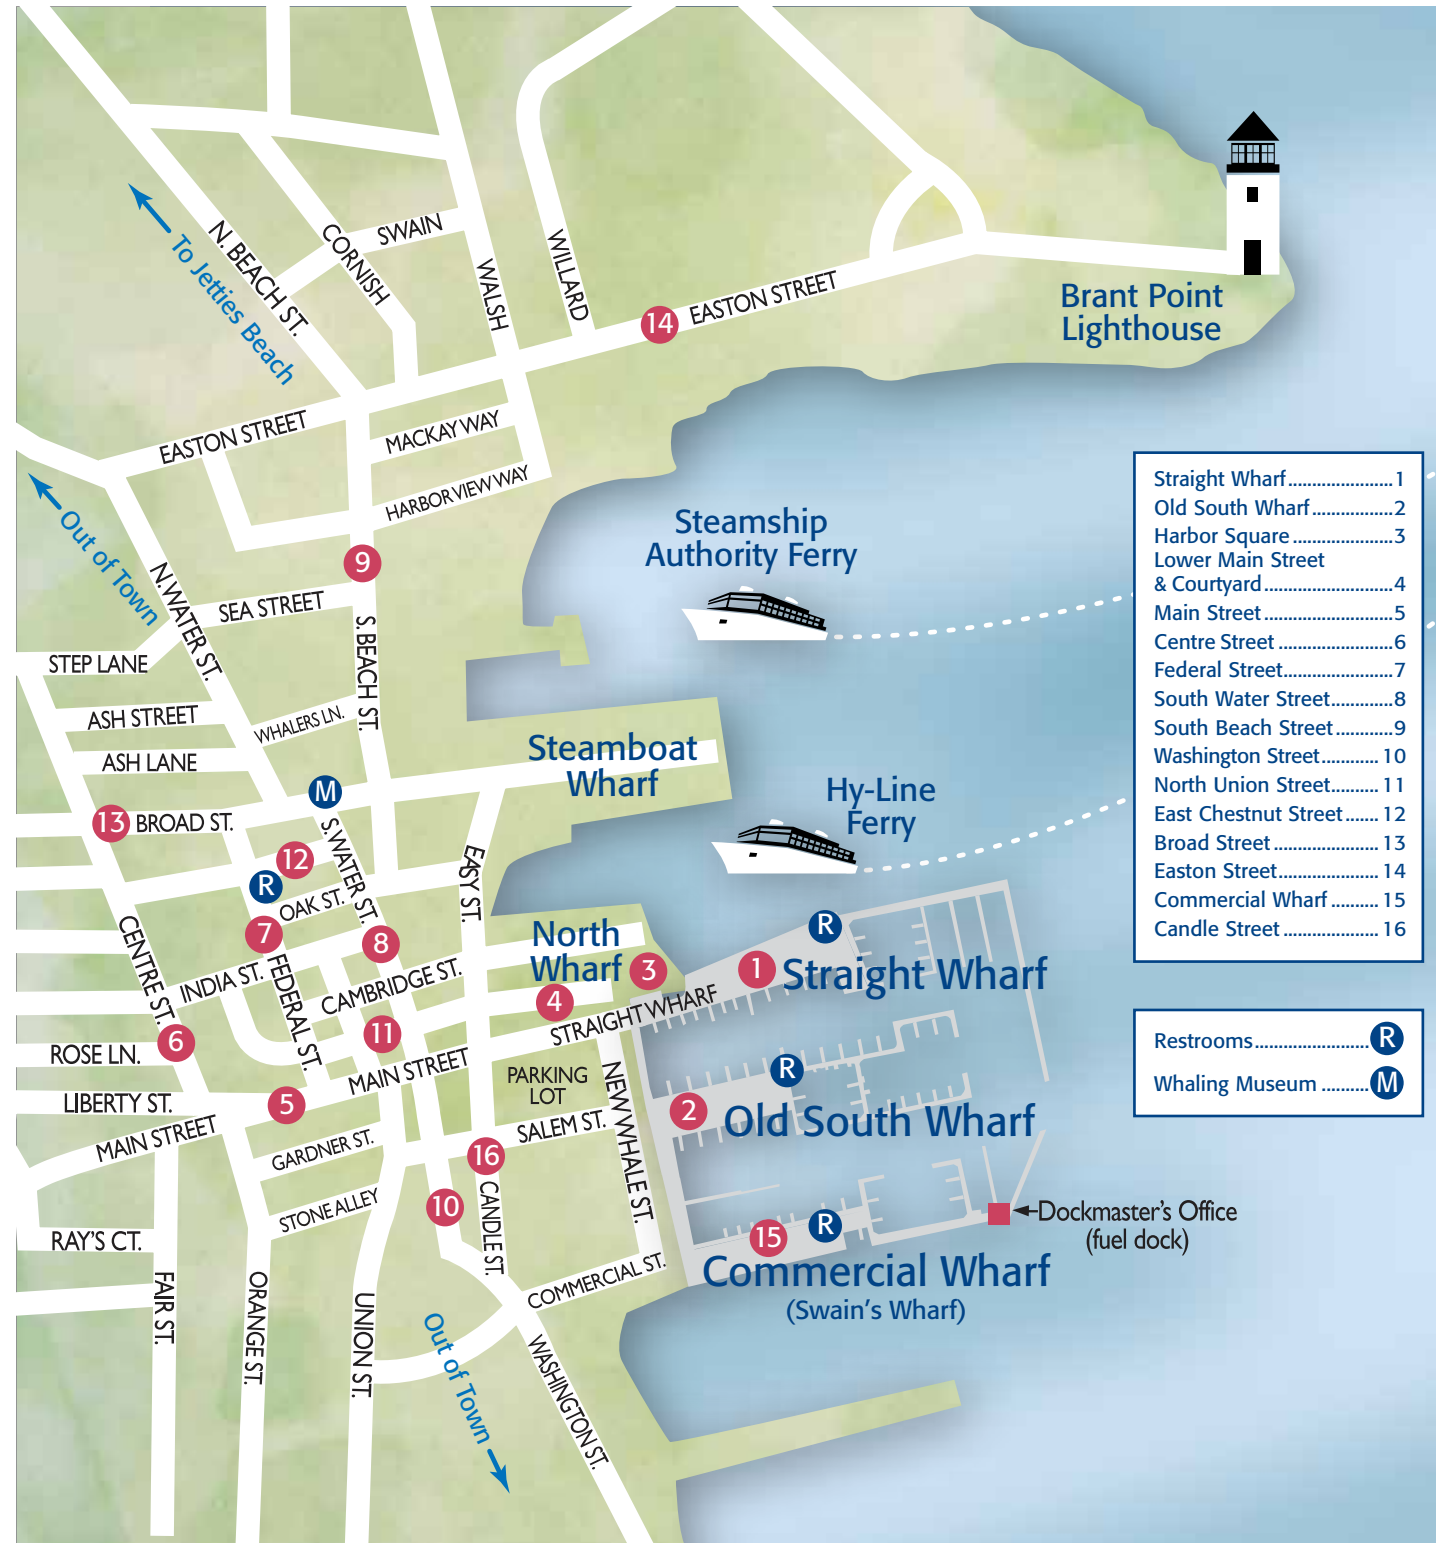 SWAIN
CORNISH
N. BEACH ST.
To Jetties Beach
WALSH
WILLARD
14
EASTON STREET
Brant Point
Lighthouse
EASTON STREET
MACKAY WAY
HARBOR VIEW WAY
Out of Town
N. WATER ST.
9
SEA STREET
S. BEACH ST.
STEP LANE
ASH STREET
WHALERS LN.
ASH LANE
Steamship
Authority Ferry
Steamboat
Wharf
Hy-Line
Ferry
M
13
BROAD ST.
S. WATER ST.
12
R
OAK ST.
EASY ST.
7
8
CENTRE ST.
INDIA ST.
FEDERAL ST.
CAMBRIDGE ST.
North
Wharf
3
4
R
1
Straight Wharf
STRAIGHT WHARF
11
6
ROSE LN.
MAIN STREET
LIBERTY ST.
5
PARKING
LOT
NEW WHALE ST.
R
2
Old South Wharf
MAIN STREET
GARDNER ST.
SALEM ST.
16
STONE ALLEY
10
CANDLE ST.
RAY'S CT.
15
R
Dockmaster's Office
(fuel dock)
COMMERCIAL ST.
Commercial Wharf
(Swain's Wharf)
FAIR ST.
ORANGE ST.
UNION ST.
Out of Town
WASHINGTON ST.
Straight Wharf......................1
Old South Wharf.................2
Harbor Square.....................3
Lower Main Street
& Courtyard...........................4
Main Street...........................5
Centre Street........................6
Federal Street.......................7
South Water Street.............8
South Beach Street............9
Washington Street............10
North Union Street..........11
East Chestnut Street.......12
Broad Street......................13
Easton Street.....................14
Commercial Wharf..........15
Candle Street....................16
Restrooms........................R
Whaling Museum..........M